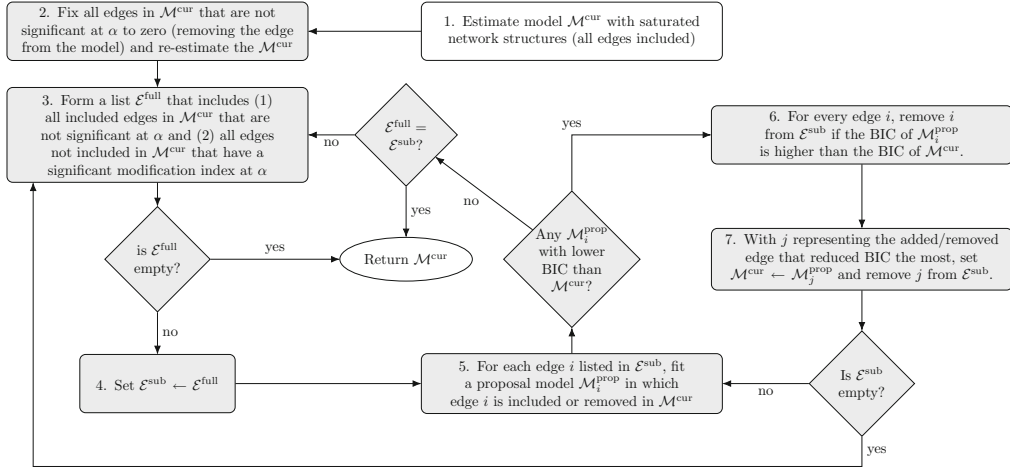 2. Fix all edges in ℳ^cur that are not
significant at α to zero (removing the edge
from the model) and re-estimate the ℳ^cur
1. Estimate model ℳ^cur with saturated
network structures (all edges included)
3. Form a list ℰ^full that includes (1)
all included edges in ℳ^cur that are
not significant at α and (2) all edges
not included in ℳ^cur that have a
significant modification index at α
no
ℰ^full =
ℰ^sub?
yes
no
yes
6. For every edge i, remove i
from ℰ^sub if the BIC of ℳ_i^prop
is higher than the BIC of ℳ^cur.
is ℰ^full
empty?
yes
no
Return ℳ^cur
Any ℳ_i^prop
with lower
BIC than
ℳ^cur?
7. With j representing the added/removed
edge that reduced BIC the most, set
ℳ^cur ← ℳ_j^prop and remove j from ℰ^sub.
4. Set ℰ^sub ← ℰ^full
5. For each edge i listed in ℰ^sub, fit
a proposal model ℳ_i^prop in which
edge i is included or removed in ℳ^cur
no
Is ℰ^sub
empty?
yes